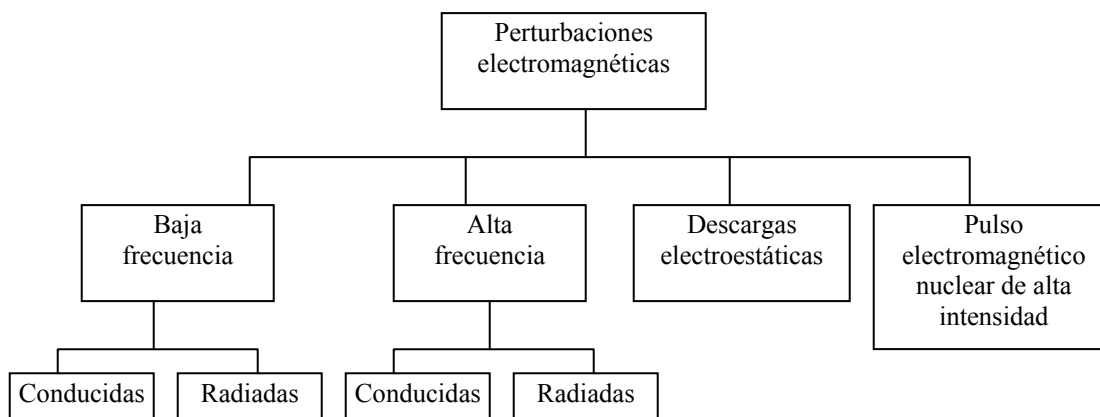 Perturbaciones
electromagnéticas
Baja
frecuencia
Alta
frecuencia
Descargas
electroestáticas
Pulso
electromagnético
nuclear de alta
intensidad
Conducidas
Radiadas
Conducidas
Radiadas